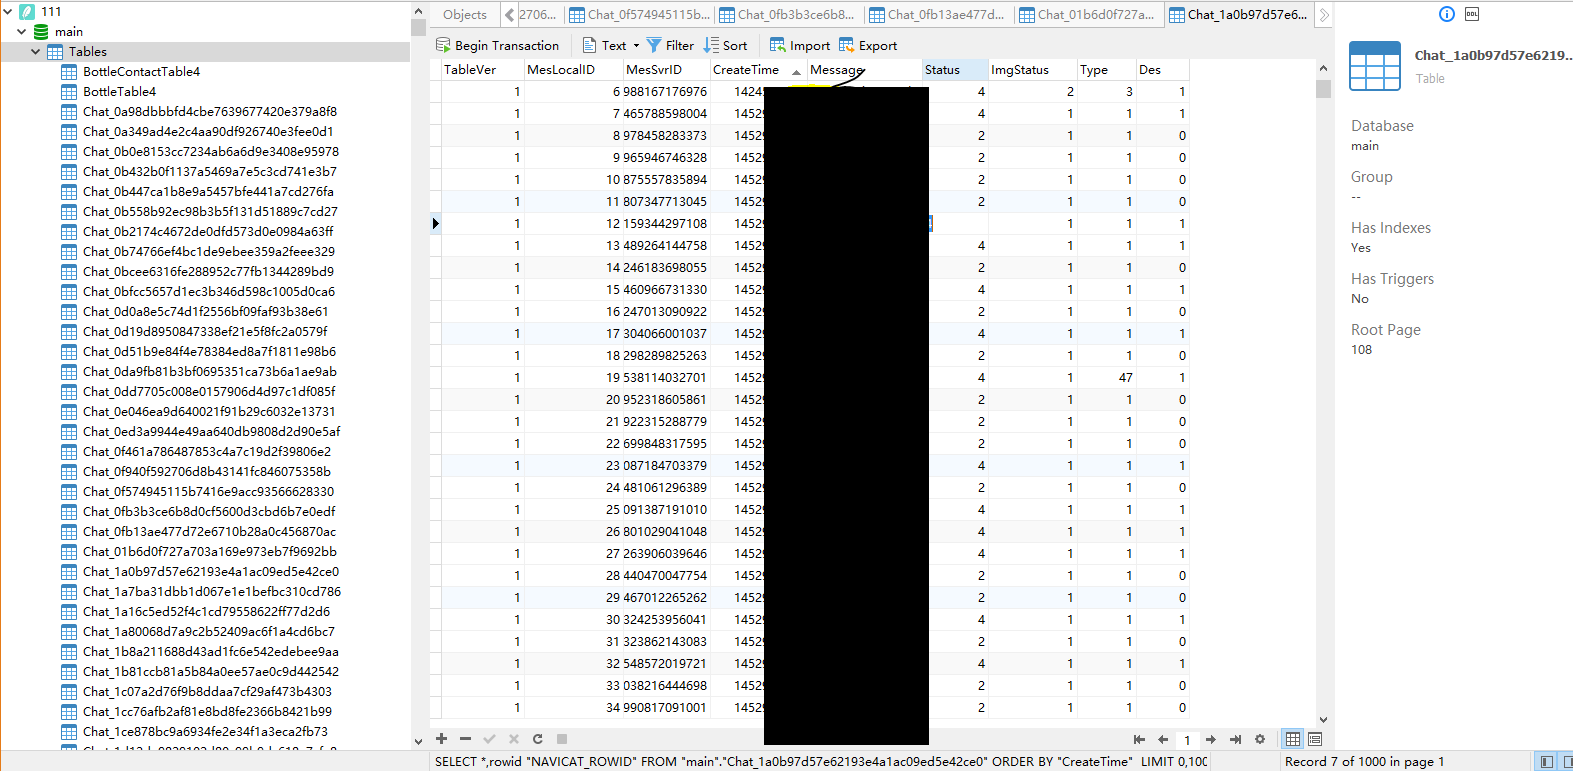 111
main
Tables
BottleContactTable4
BottleTable4
Chat_0a98dbbbfd4cbe7639677420e379a8f8
Chat_0a349ad4e2c4aa90df926740e3fee0d1
Chat_0b0e8153cc7234ab6a6d9e3408e95978
Chat_0b432b0f1137a5469a7e5c3cd741e3b7
Chat_0b447ca1b8e9a5457bfe441a7cd276fa
Chat_0b558b92ec98b3b5f131d51889c7cd27
Chat_0b2174c4672de0dfd573d0e0984a63ff
Chat_0b74766ef4bc1de9ebee359a2feee329
Chat_0bcee6316fe288952c77fb1344289bd9
Chat_0bfcc5657d1ec3b346d598c1005d0ca6
Chat_0d0a8e5c74d1f2556bf09faf93b38e61
Chat_0d19d8950847338ef21e5f8fc2a0579f
Chat_0d51b9e84f4e78384ed8a7f1811e98b6
Chat_0da9fb81b3bf0695351ca73b6a1ae9ab
Chat_0dd7705c008e0157906d4d97c1df085f
Chat_0e046ea9d640021f91b29c6032e13731
Chat_0ed3a9944e49aa640db9808d2d90e5af
Chat_0f461a786487853c4a7c19d2f39806e2
Chat_0f940f592706d8b43141fc846075358b
Chat_0f574945115b7416e9acc93566628330
Chat_0fb3b3ce6b8d0cf5600d3cbd6b7e0edf
Chat_0fb13ae477d72e6710b28a0c456870ac
Chat_01b6d0f727a703a169e973eb7f9692bb
Chat_1a0b97d57e62193e4a1ac09ed5e42ce0
Chat_1a7ba31dbb1d067e1e1befbc310cd786
Chat_1a16c5ed52f4c1cd79558622ff77d2d6
Chat_1a80068d7a9c2b52409ac6f1a4cd6bc7
Chat_1b8a211688d43ad1fc6e542edebee9aa
Chat_1b81ccb81a5b84a0ee57ae0c9d442542
Chat_1c07a2d76f9b8ddaa7cf29af473b4303
Chat_1cc76afb2af81e8bd8fe2366b8421b99
Chat_1ce878bc9a6934fe2e34f1a3eca2fb73
Objects 2706... Chat_0f574945115b... Chat_0fb3b3ce6b8... Chat_0fb13ae477d... Chat_01b6d0f727a... Chat_1a0b97d57e6...
Begin Transaction Text Filter Sort Import Export
TableVer MesLocalID MesSvrID CreateTime Message Status ImgStatus Type Des
1 6 988167176976 1424 4 2 3 1
1 7 465788598004 1452 4 1 1 1
1 8 978458283373 1452 2 1 1 0
1 9 965946746328 1452 2 1 1 0
1 10 875557835894 1452 2 1 1 0
1 11 807347713045 1452 2 1 1 0
1 12 159344297108 1452 1 1 1
1 13 489264144758 1452 4 1 1 1
1 14 246183698055 1452 2 1 1 0
1 15 460966731330 1452 4 1 1 1
1 16 247013090922 1452 2 1 1 0
1 17 304066001037 1452 4 1 1 1
1 18 298289825263 1452 2 1 1 0
1 19 538114032701 1452 4 1 47 1
1 20 952318605861 1452 2 1 1 0
1 21 922315288779 1452 2 1 1 0
1 22 699848317595 1452 2 1 1 0
1 23 087184703379 1452 4 1 1 1
1 24 481061296389 1452 2 1 1 0
1 25 091387191010 1452 4 1 1 1
1 26 801029041048 1452 4 1 1 1
1 27 263906039646 1452 4 1 1 1
1 28 440470047754 1452 2 1 1 0
1 29 467012265262 1452 2 1 1 0
1 30 324253956041 1452 4 1 1 1
1 31 323862143083 1452 2 1 1 0
1 32 548572019721 1452 4 1 1 1
1 33 038216444698 1452 2 1 1 0
1 34 990817091001 1452 2 1 1 0
1
SELECT *,rowid "NAVICAT_ROWID" FROM "main"."Chat_1a0b97d57e62193e4a1ac09ed5e42ce0" ORDER BY "CreateTime" LIMIT 0,100
Record 7 of 1000 in page 1
DDL
Chat_1a0b97d57e6219...
Table
Database
main
Group
--
Has Indexes
Yes
Has Triggers
No
Root Page
108